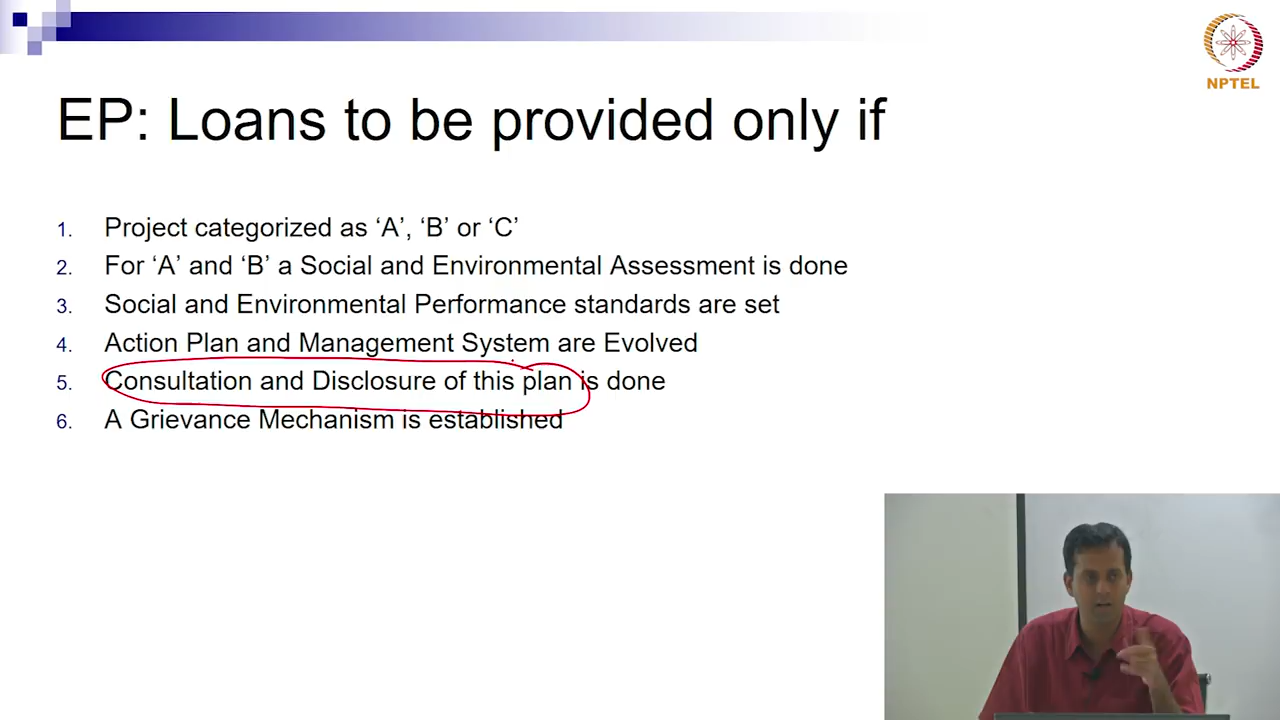 NPTEL
EP: Loans to be provided only if
1. Project categorized as ‘A’, ‘B’ or ‘C’
2. For ‘A’ and ‘B’ a Social and Environmental Assessment is done
3. Social and Environmental Performance standards are set
4. Action Plan and Management System are Evolved
5. Consultation and Disclosure of this plan is done
6. A Grievance Mechanism is established